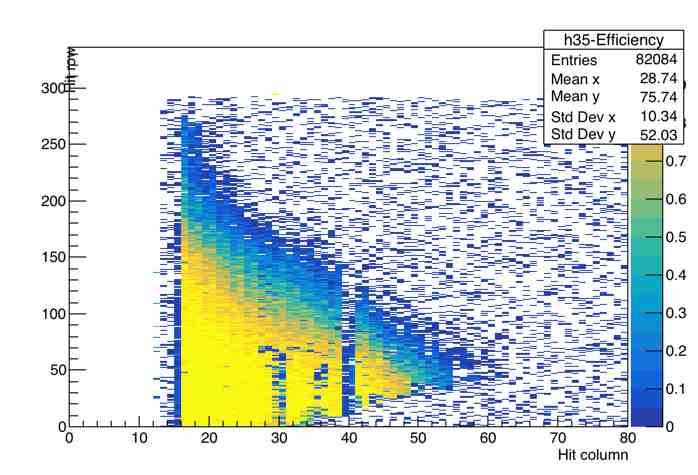 h35-Efficiency
Entries 82084
Mean x 28.74
Mean y 75.74
Std Dev x 10.34
Std Dev y 52.03
300
250
200
150
100
50
0
0 10 20 30 40 50 60 70 80
Hit column
0.7
0.6
0.5
0.4
0.3
0.2
0.1
0